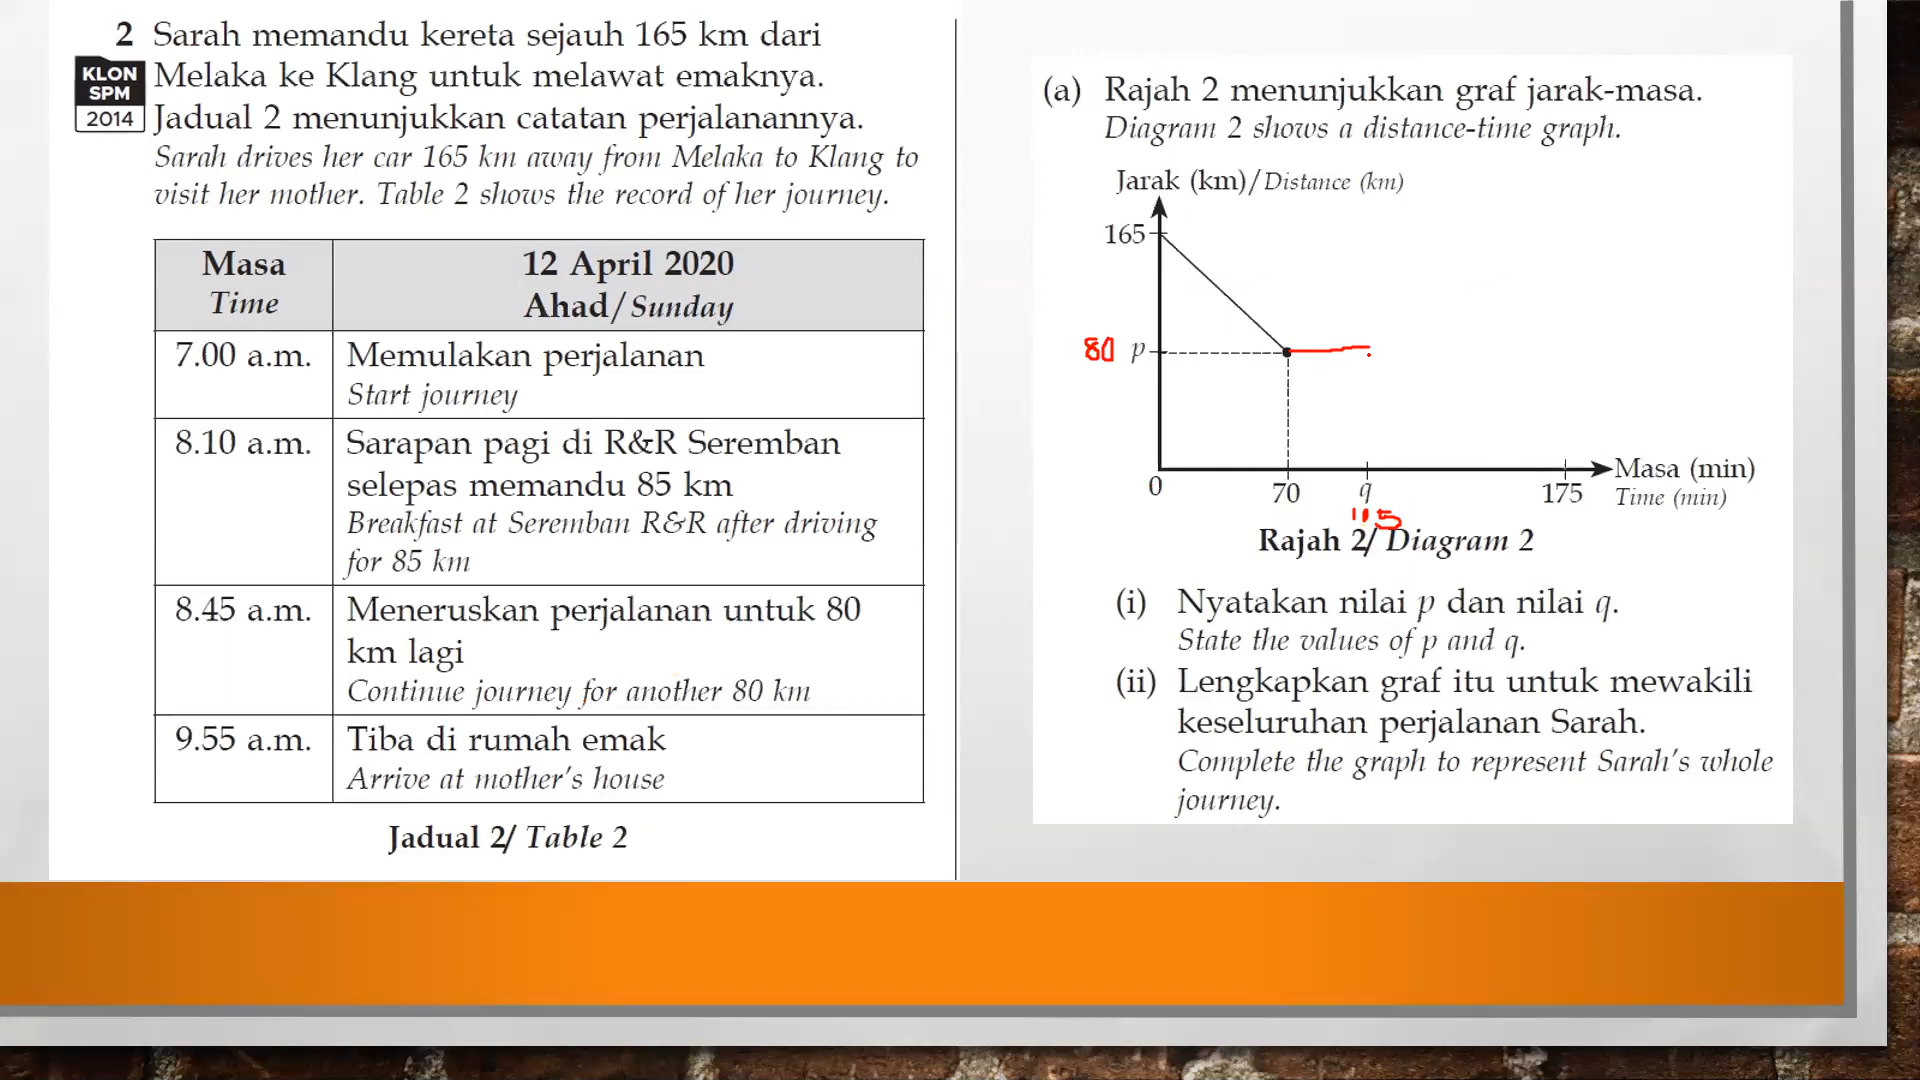 2 Sarah memandu kereta sejauh 165 km dari
KLON
SPM
2014
Melaka ke Klang untuk melawat emaknya.
Jadual 2 menunjukkan catatan perjalanannya.
Sarah drives her car 165 km away from Melaka to Klang to
visit her mother. Table 2 shows the record of her journey.
Masa
Time
12 April 2020
Ahad/Sunday
7.00 a.m.
Memulakan perjalanan
Start journey
8.10 a.m.
Sarapan pagi di R&R Seremban
selepas memandu 85 km
Breakfast at Seremban R&R after driving
for 85 km
8.45 a.m.
Meneruskan perjalanan untuk 80
km lagi
Continue journey for another 80 km
9.55 a.m.
Tiba di rumah emak
Arrive at mother's house
Jadual 2/ Table 2
(a) Rajah 2 menunjukkan graf jarak-masa.
Diagram 2 shows a distance-time graph.
Jarak (km)/Distance (km)
165
80 p
0
70
q
175
Masa (min)
Time (min)
115
Rajah 2/ Diagram 2
(i) Nyatakan nilai p dan nilai q.
State the values of p and q.
(ii) Lengkapkan graf itu untuk mewakili
keseluruhan perjalanan Sarah.
Complete the graph to represent Sarah's whole
journey.